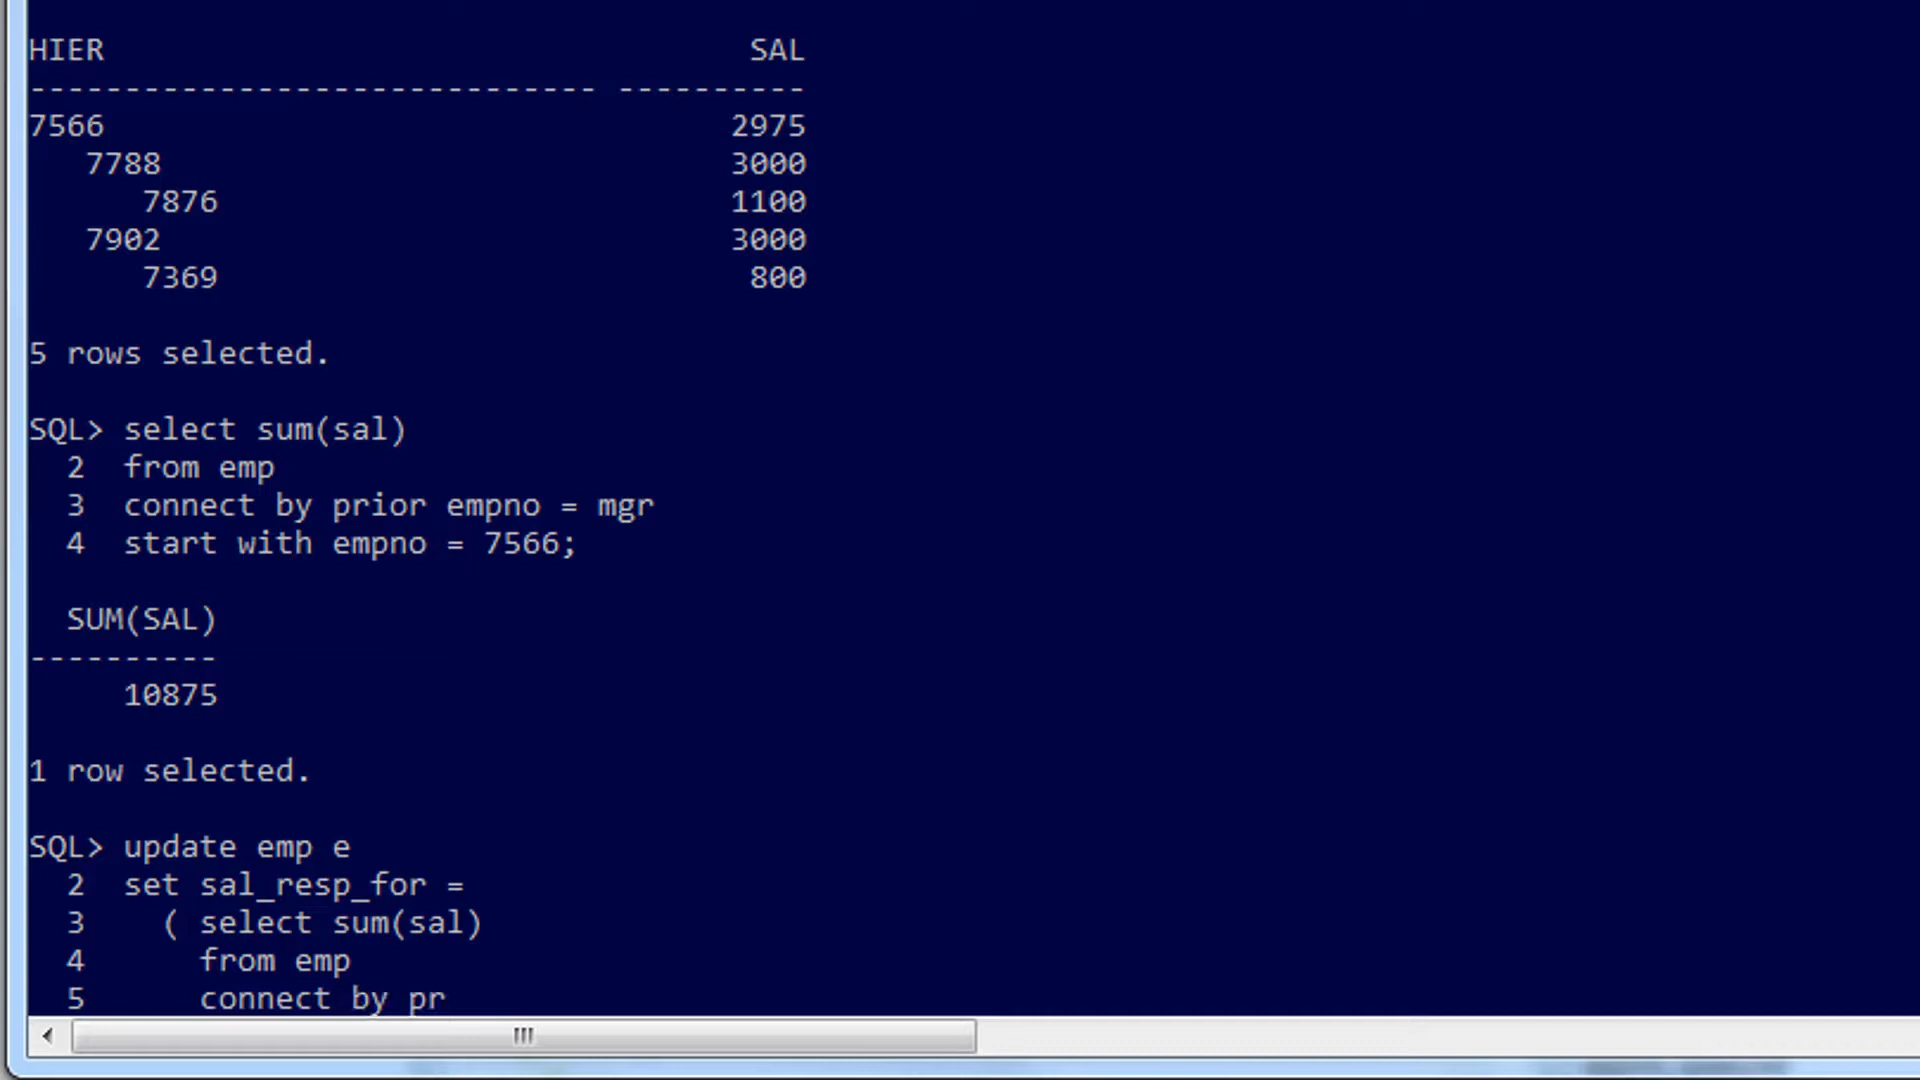 HIER                                  SAL
------------------------------ ----------
7566                                 2975
   7788                              3000
      7876                           1100
   7902                              3000
      7369                            800
5 rows selected.
SQL> select sum(sal)
  2  from emp
  3  connect by prior empno = mgr
  4  start with empno = 7566;
  SUM(SAL)
----------
     10875
1 row selected.
SQL> update emp e
  2  set sal_resp_for =
  3    ( select sum(sal)
  4      from emp
  5      connect by pr